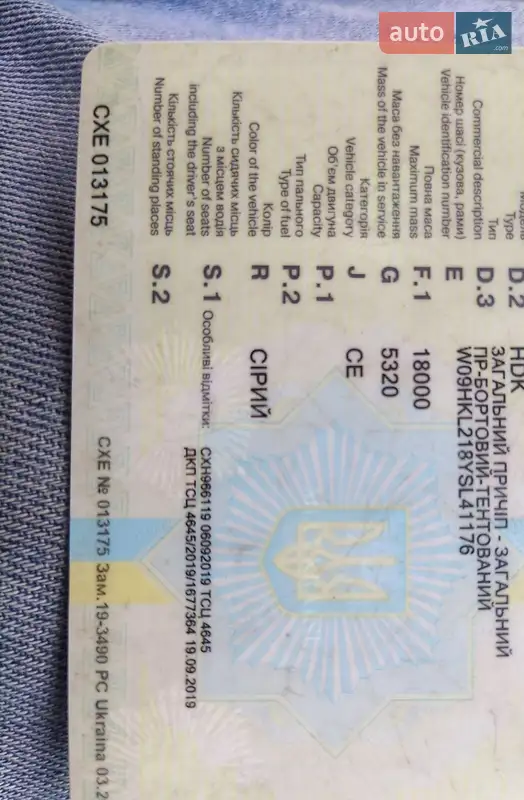 auto RIA .com
Модель
Type D.2 HDK
Тип
Commercial description D.3 ЗАГАЛЬНИЙ ПРИЧІП - ЗАГАЛЬНИЙ
ПР-БОРТОВИЙ-ТЕНТОВАНИЙ
Номер шасі (кузова, рами)
Vehicle identification number E W09HKL218YSL41176
Повна маса
Maximum mass F.1 18000
Маса без навантаження
Mass of the vehicle in service G 5320
Категорія
Vehicle category J CE
Об'єм двигуна
Capacity P.1
Тип пального
Type of fuel P.2
Колір
Color of the vehicle R СІРИЙ
Кількість сидячих місць
з місцем водія
Number of seats
including the driver's seat S.1 Особливі відмітки: СХН966119 06092019 ТСЦ 4645
ДКП ТСЦ 4645/2019/1677364 19.09.2019
Кількість стоячих місць
Number of standing places S.2
СХЕ 013175
СХЕ № 013175 Зам.19-3490 РС Ukraina 03.2